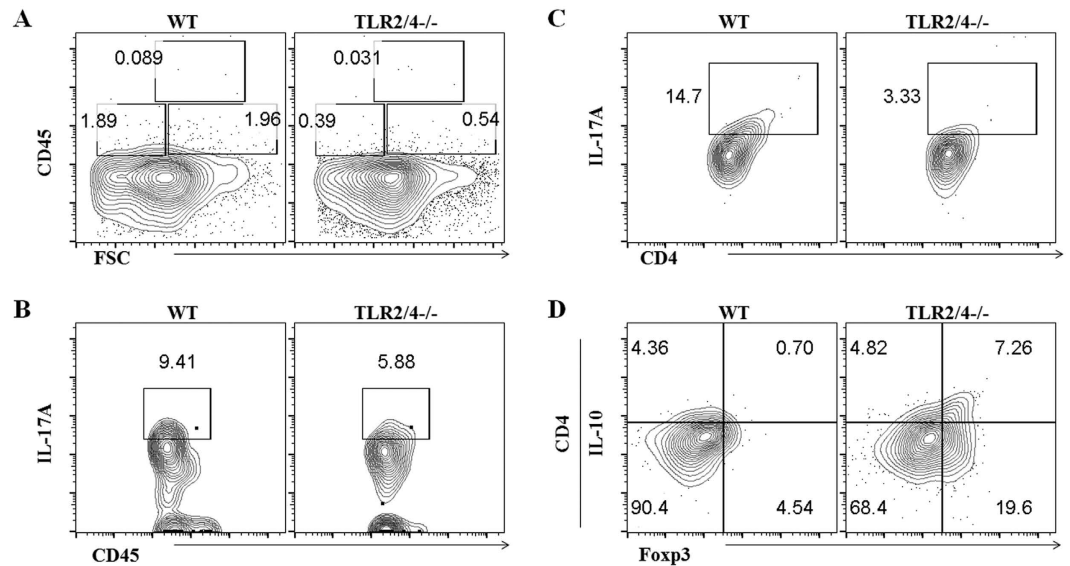 A
WT
TLR2/4-/-
0.089
1.89
1.96
0.031
0.39
0.54
CD45
FSC
B
WT
TLR2/4-/-
9.41
5.88
IL-17A
CD45
C
WT
TLR2/4-/-
14.7
3.33
IL-17A
CD4
D
WT
TLR2/4-/-
4.36
0.70
90.4
4.54
4.82
7.26
68.4
19.6
CD4
IL-10
Foxp3